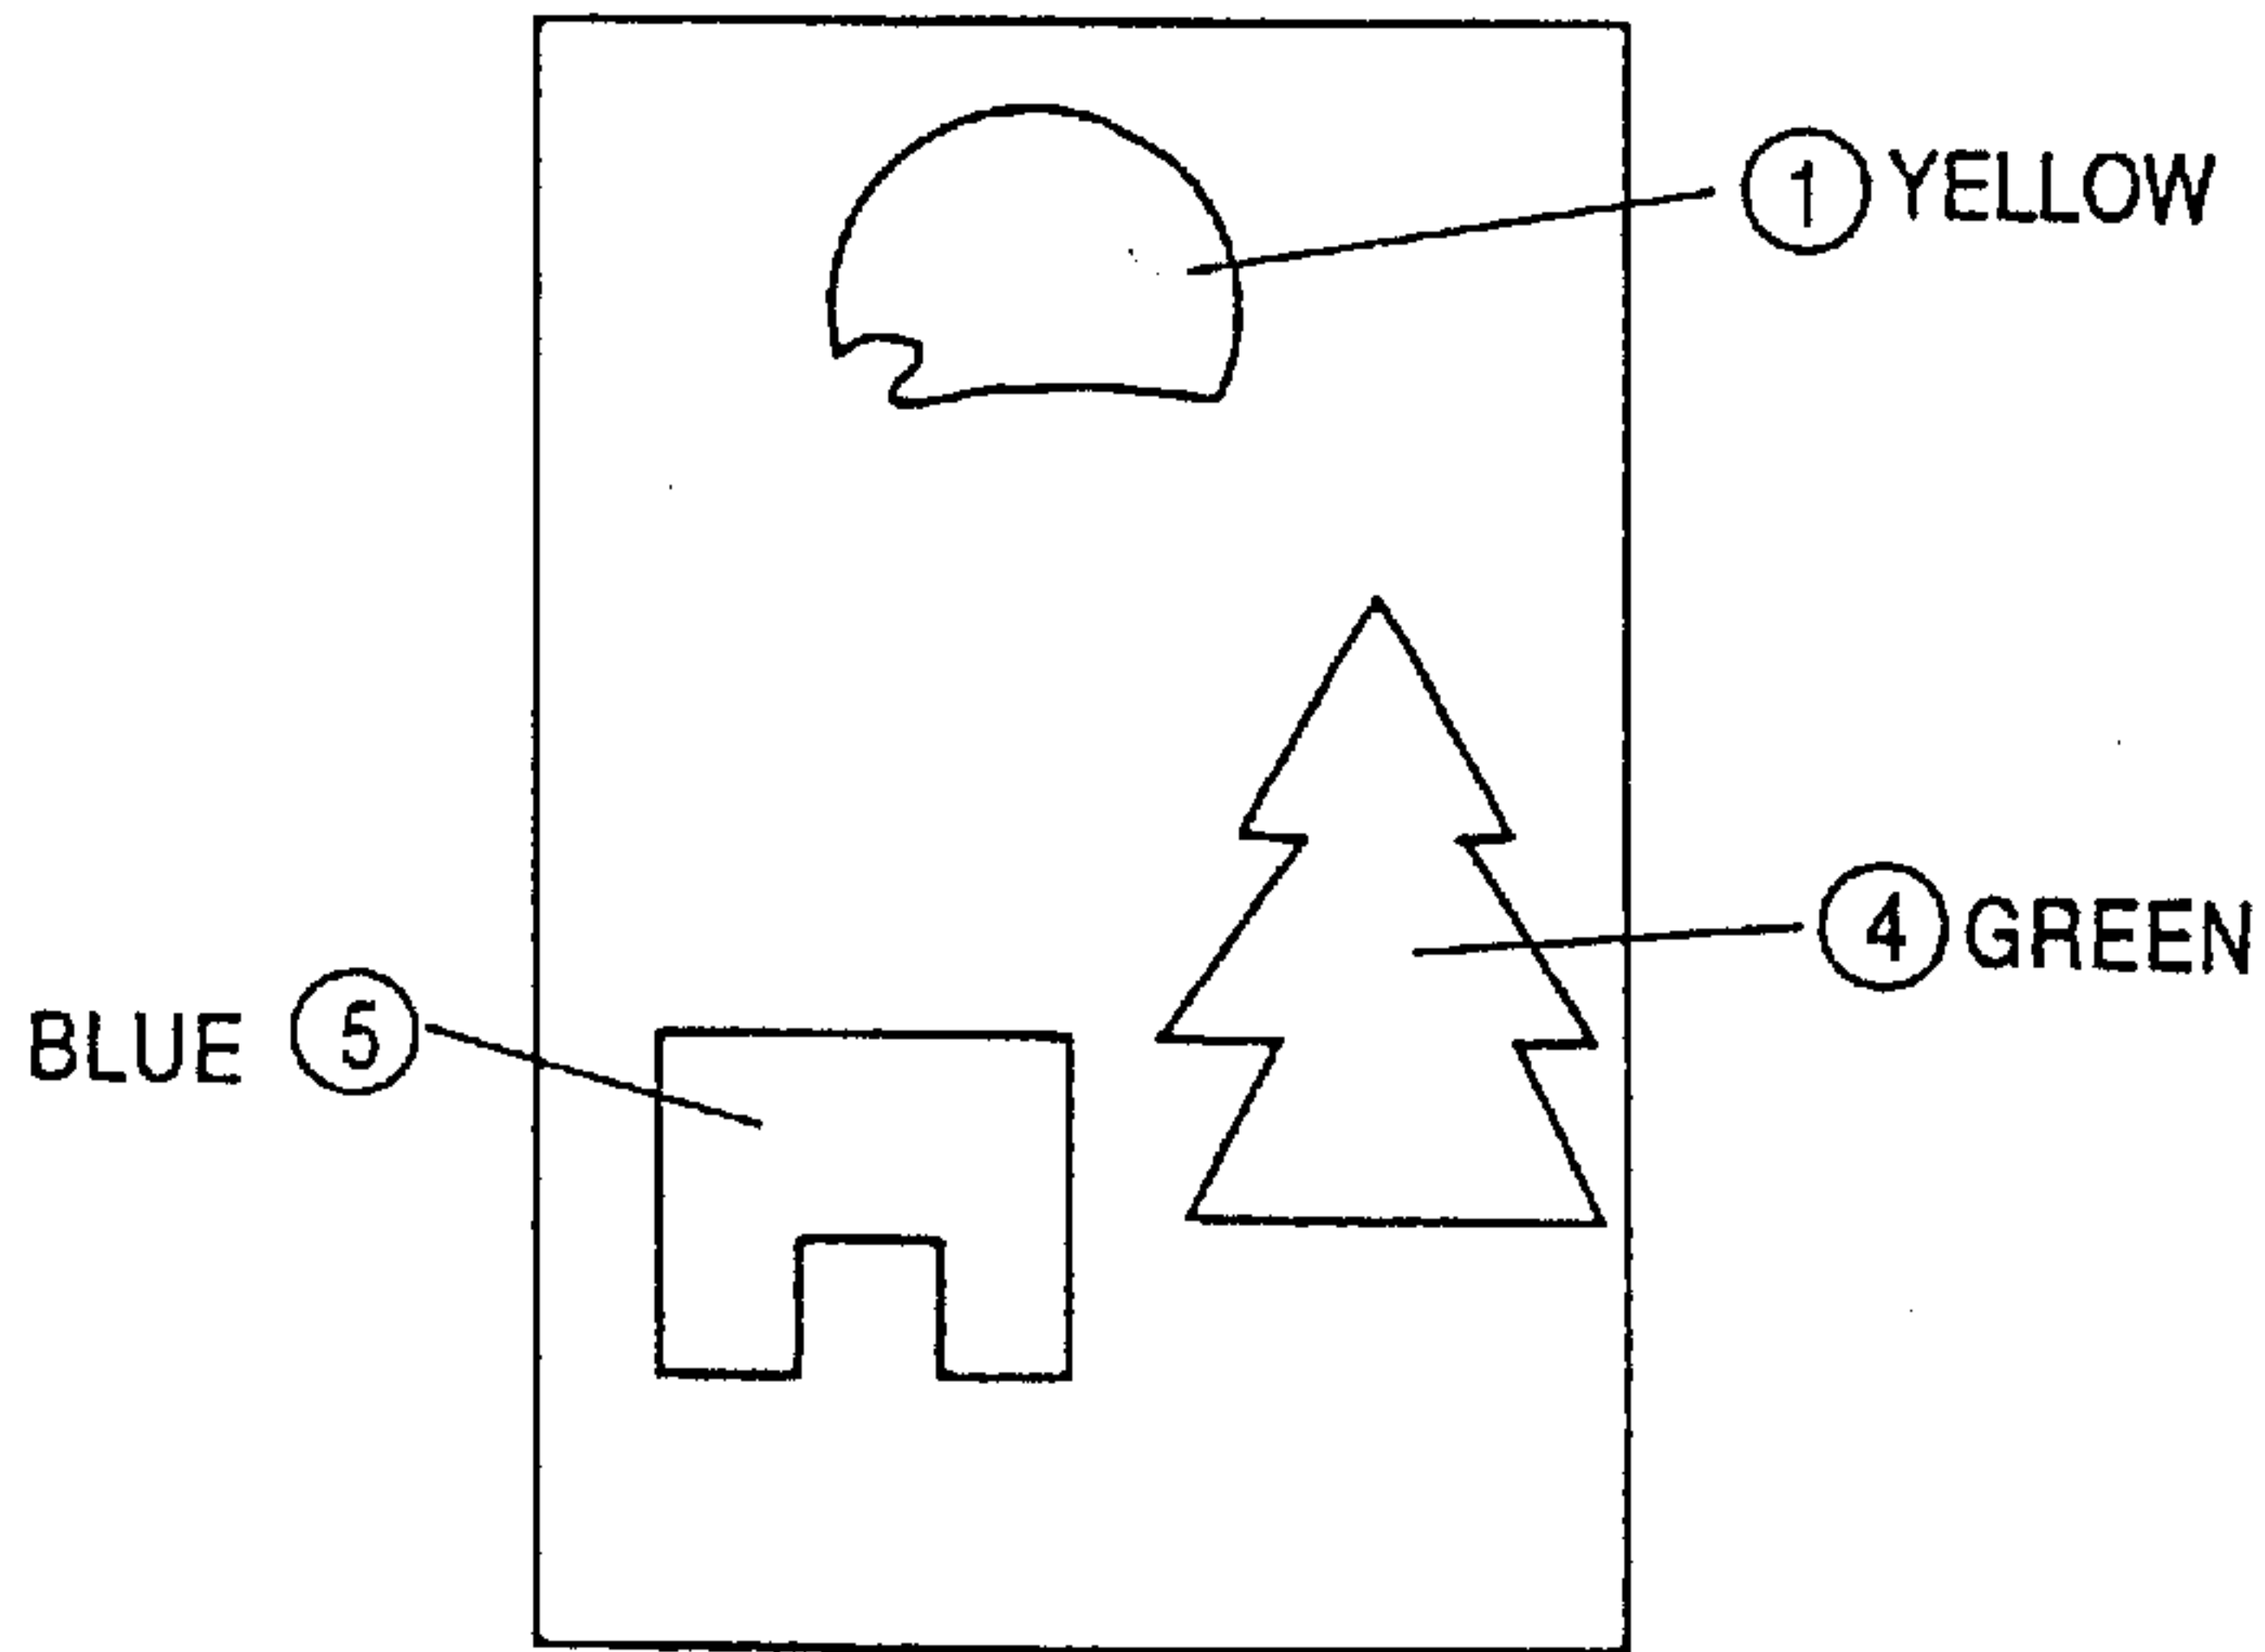 ① YELLOW
④ GREEN
BLUE ⑤